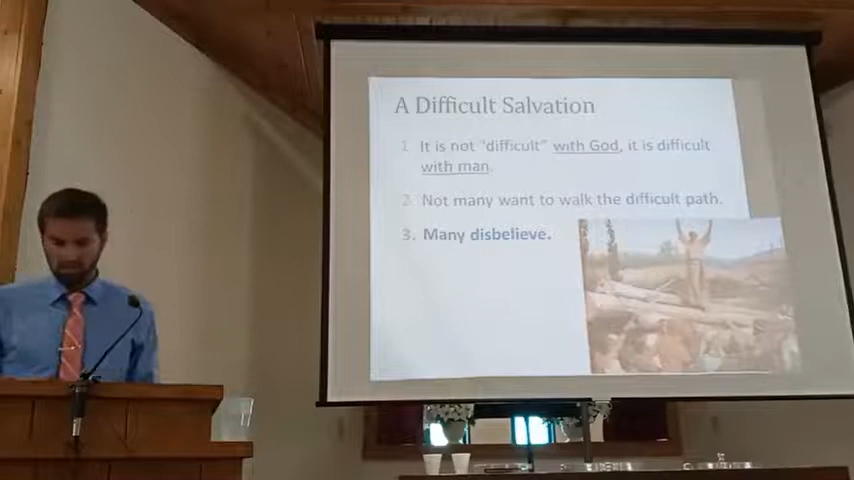 A Difficult Salvation
1. It is not "difficult" with God, it is difficult
with man.
2. Not many want to walk the difficult path.
3. Many disbelieve.